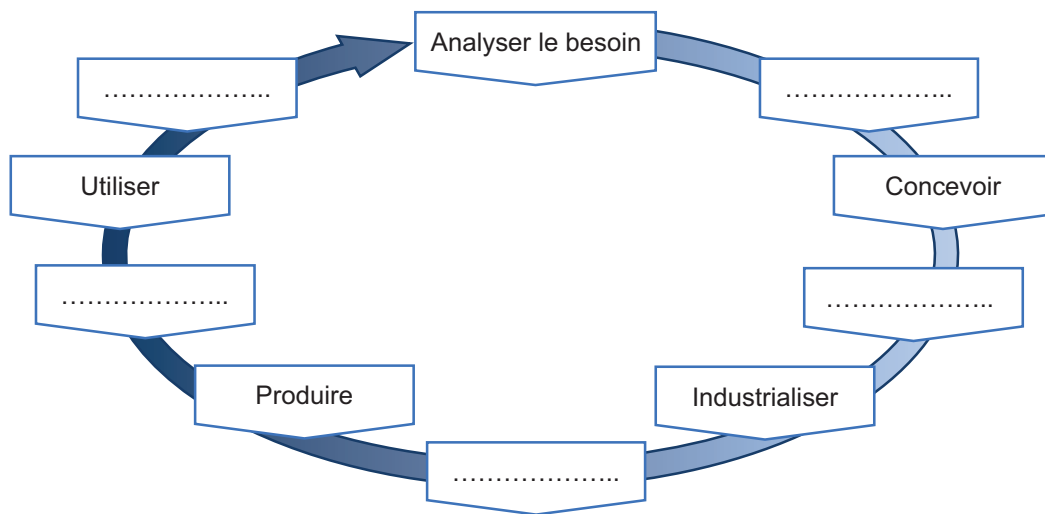 Analyser le besoin
………………..
………………..
Utiliser
Concevoir
………………..
………………..
Produire
Industrialiser
………………..